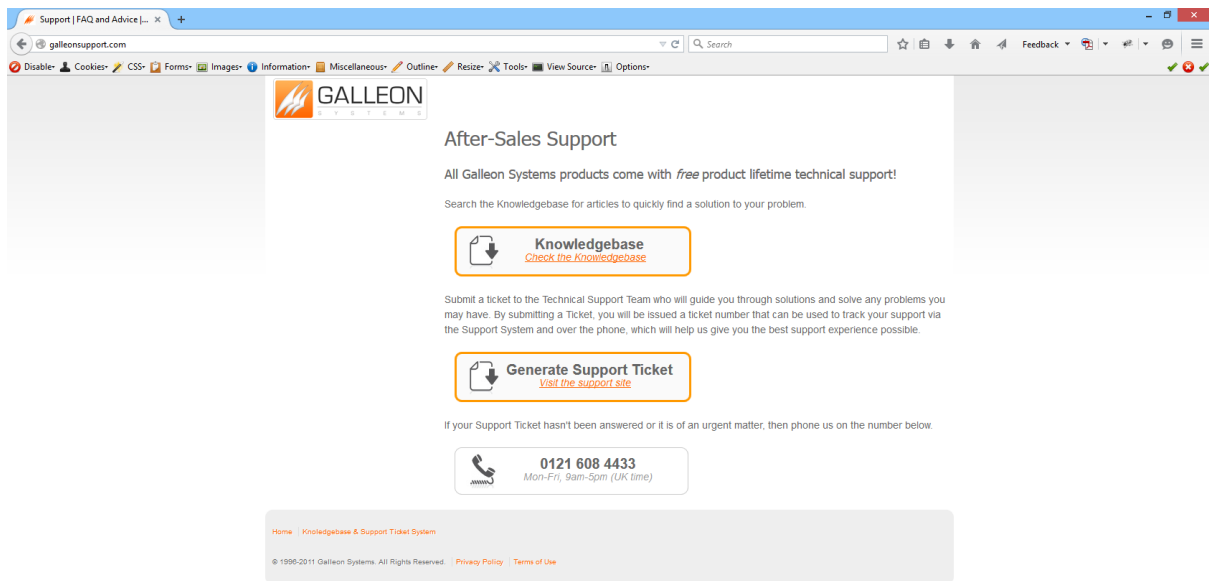 Support | FAQ and Advice |...
galleonsupport.com
Search
Feedback
Disable Cookies CSS Forms Images Information Miscellaneous Outline Resize Tools View Source Options
GALLEON
SYSTEMS
After-Sales Support
All Galleon Systems products come with free product lifetime technical support!
Search the Knowledgebase for articles to quickly find a solution to your problem.
Knowledgebase
Check the Knowledgebase
Submit a ticket to the Technical Support Team who will guide you through solutions and solve any problems you
may have. By submitting a Ticket, you will be issued a ticket number that can be used to track your support via
the Support System and over the phone, which will help us give you the best support experience possible.
Generate Support Ticket
Visit the support site
If your Support Ticket hasn't been answered or it is of an urgent matter, then phone us on the number below.
0121 608 4433
Mon-Fri, 9am-5pm (UK time)
Home | Knoledgebase & Support Ticket System
© 1996-2011 Galleon Systems. All Rights Reserved. | Privacy Policy | Terms of Use